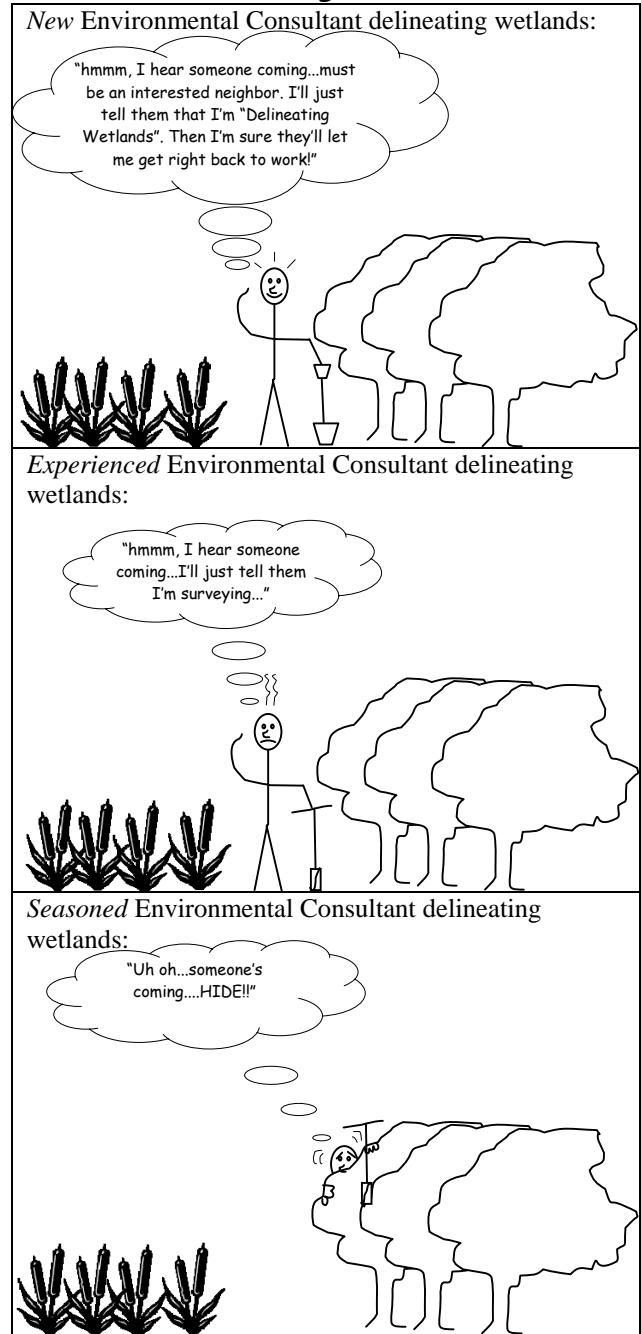 New Environmental Consultant delineating wetlands:
"hmmm, I hear someone coming...must
be an interested neighbor. I'll just
tell them that I'm "Delineating
Wetlands". Then I'm sure they'll let
me get right back to work!"
Experienced Environmental Consultant delineating
wetlands:
"hmmm, I hear someone
coming...I'll just tell them
I'm surveying..."
Seasoned Environmental Consultant delineating
wetlands:
"Uh oh...someone's
coming....HIDE!!"